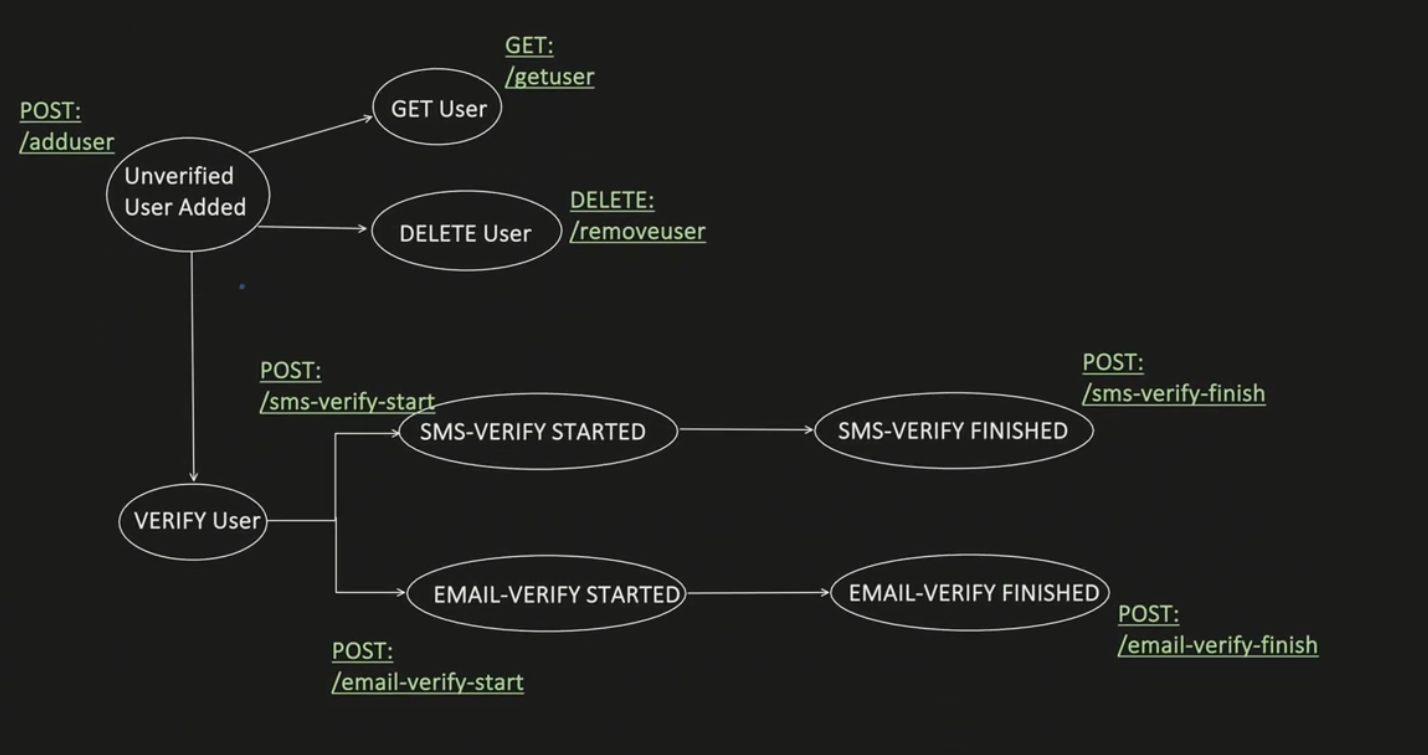 GET:
/getuser
GET User
POST:
/adduser
Unverified
User Added
DELETE:
/removeuser
DELETE User
POST:
/sms-verify-start
SMS-VERIFY STARTED
POST:
/sms-verify-finish
SMS-VERIFY FINISHED
VERIFY User
EMAIL-VERIFY STARTED
EMAIL-VERIFY FINISHED
POST:
/email-verify-finish
POST:
/email-verify-start